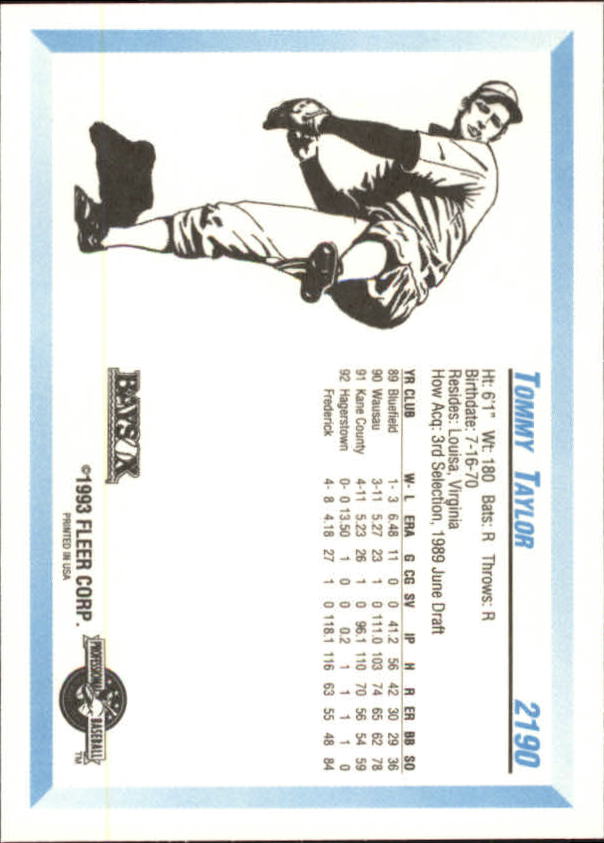 TOMMY TAYLOR 2190
Ht: 6'1" Wt: 180 Bats: R Throws: R
Birthdate: 7-16-70
Resides: Louisa, Virginia
How Acq: 3rd Selection, 1989 June Draft
YR CLUB W- L ERA G CG SV IP H R ER BB SO
89 Bluefield 1- 3 6.48 11 0 0 41.2 56 42 30 29 36
90 Wausau 3-11 5.27 23 1 0 111.0 103 74 65 62 78
91 Kane County 4-11 5.23 26 1 0 96.1 110 70 56 54 59
92 Hagerstown 0- 0 13.50 1 0 0 0.2 1 1 1 1 0
Frederick 4- 8 4.18 27 1 0 118.1 116 63 55 48 84
BAYSOX
©1993 FLEER CORP.
PRINTED IN USA
PROFESSIONAL BASEBALL
TM